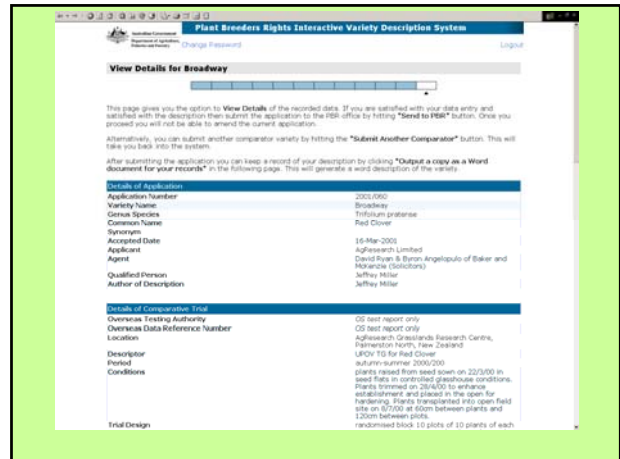 Plant Breeders Rights Interactive Variety Description System
Australian Government
Department of Agriculture,
Fisheries and Forestry
Change Password
Logout
View Details for Broadway
This page gives you the option to View Details of the recorded data. If you are satisfied with your data entry and
satisfied with the description then submit the application to the PBR office by hitting "Send to PBR" button. Once you
proceed you will not be able to amend the current application.
Alternatively, you can submit another comparator variety by hitting the "Submit Another Comparator" button. This will
take you back into the system.
After submitting the application you can keep a record of your description by clicking "Output a copy as a Word
document for your records" in the following page. This will generate a word description of the variety.
Details of Application
Application Number 2001/060
Variety Name Broadway
Genus Species Trifolium pratense
Common Name Red Clover
Synonym
Accepted Date 16-Mar-2001
Applicant AgResearch Limited
Agent David Ryan & Byron Angelopulo of Baker and
McKenzie (Solicitors)
Qualified Person Jeffrey Miller
Author of Description Jeffrey Miller
Details of Comparative Trial
Overseas Testing Authority OS test report only
Overseas Data Reference Number OS test report only
Location AgResearch Grasslands Research Centre,
Palmerston North, New Zealand
Descriptor UPOV TG for Red Clover
Period autumn-summer 2000/200
Conditions plants raised from seed sown on 22/3/00 in
seed flats in controlled glasshouse conditions.
Plants trimmed on 28/4/00 to enhance
establishment and placed in the open for
hardening. Plants transplanted into open field
site on 8/7/00 at 60cm between plants and
120cm between plots.
Trial Design randomised block 10 plots of 10 plants of each